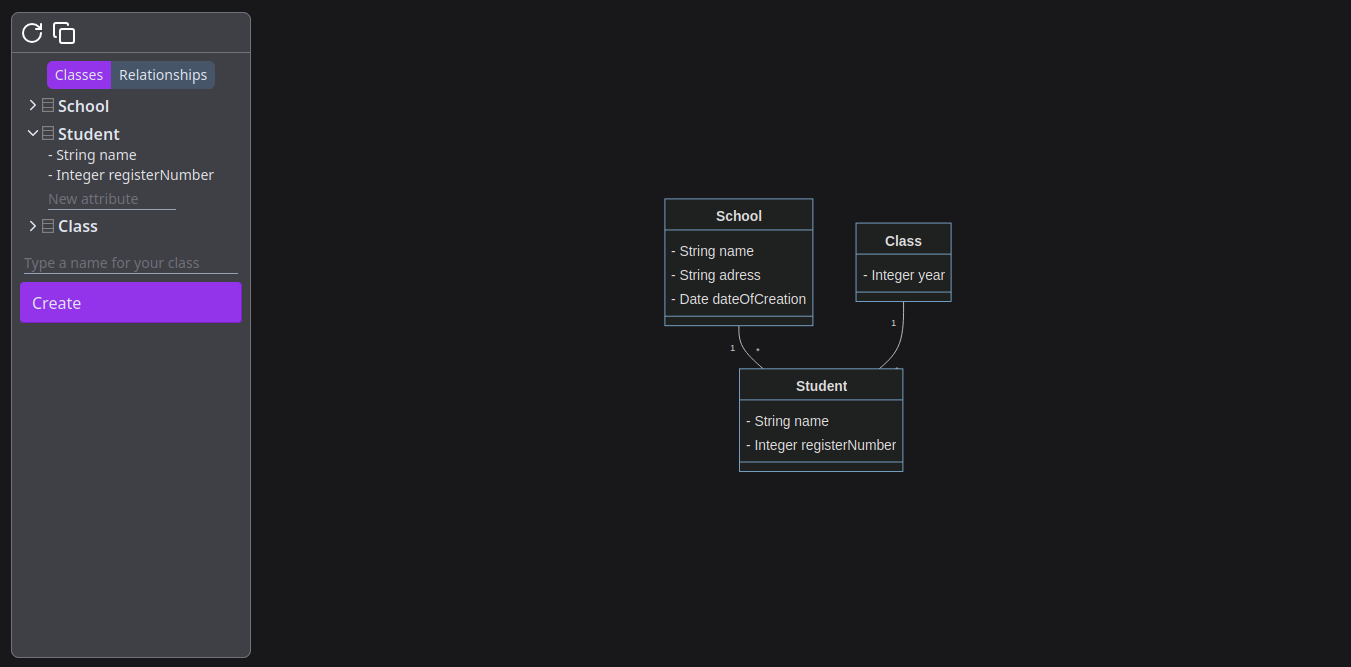 Classes Relationships
School
Student
- String name
- Integer registerNumber
New attribute
Class
Type a name for your class
Create
School
- String name
- String adress
- Date dateOfCreation
Class
- Integer year
1
1 *
Student
- String name
- Integer registerNumber